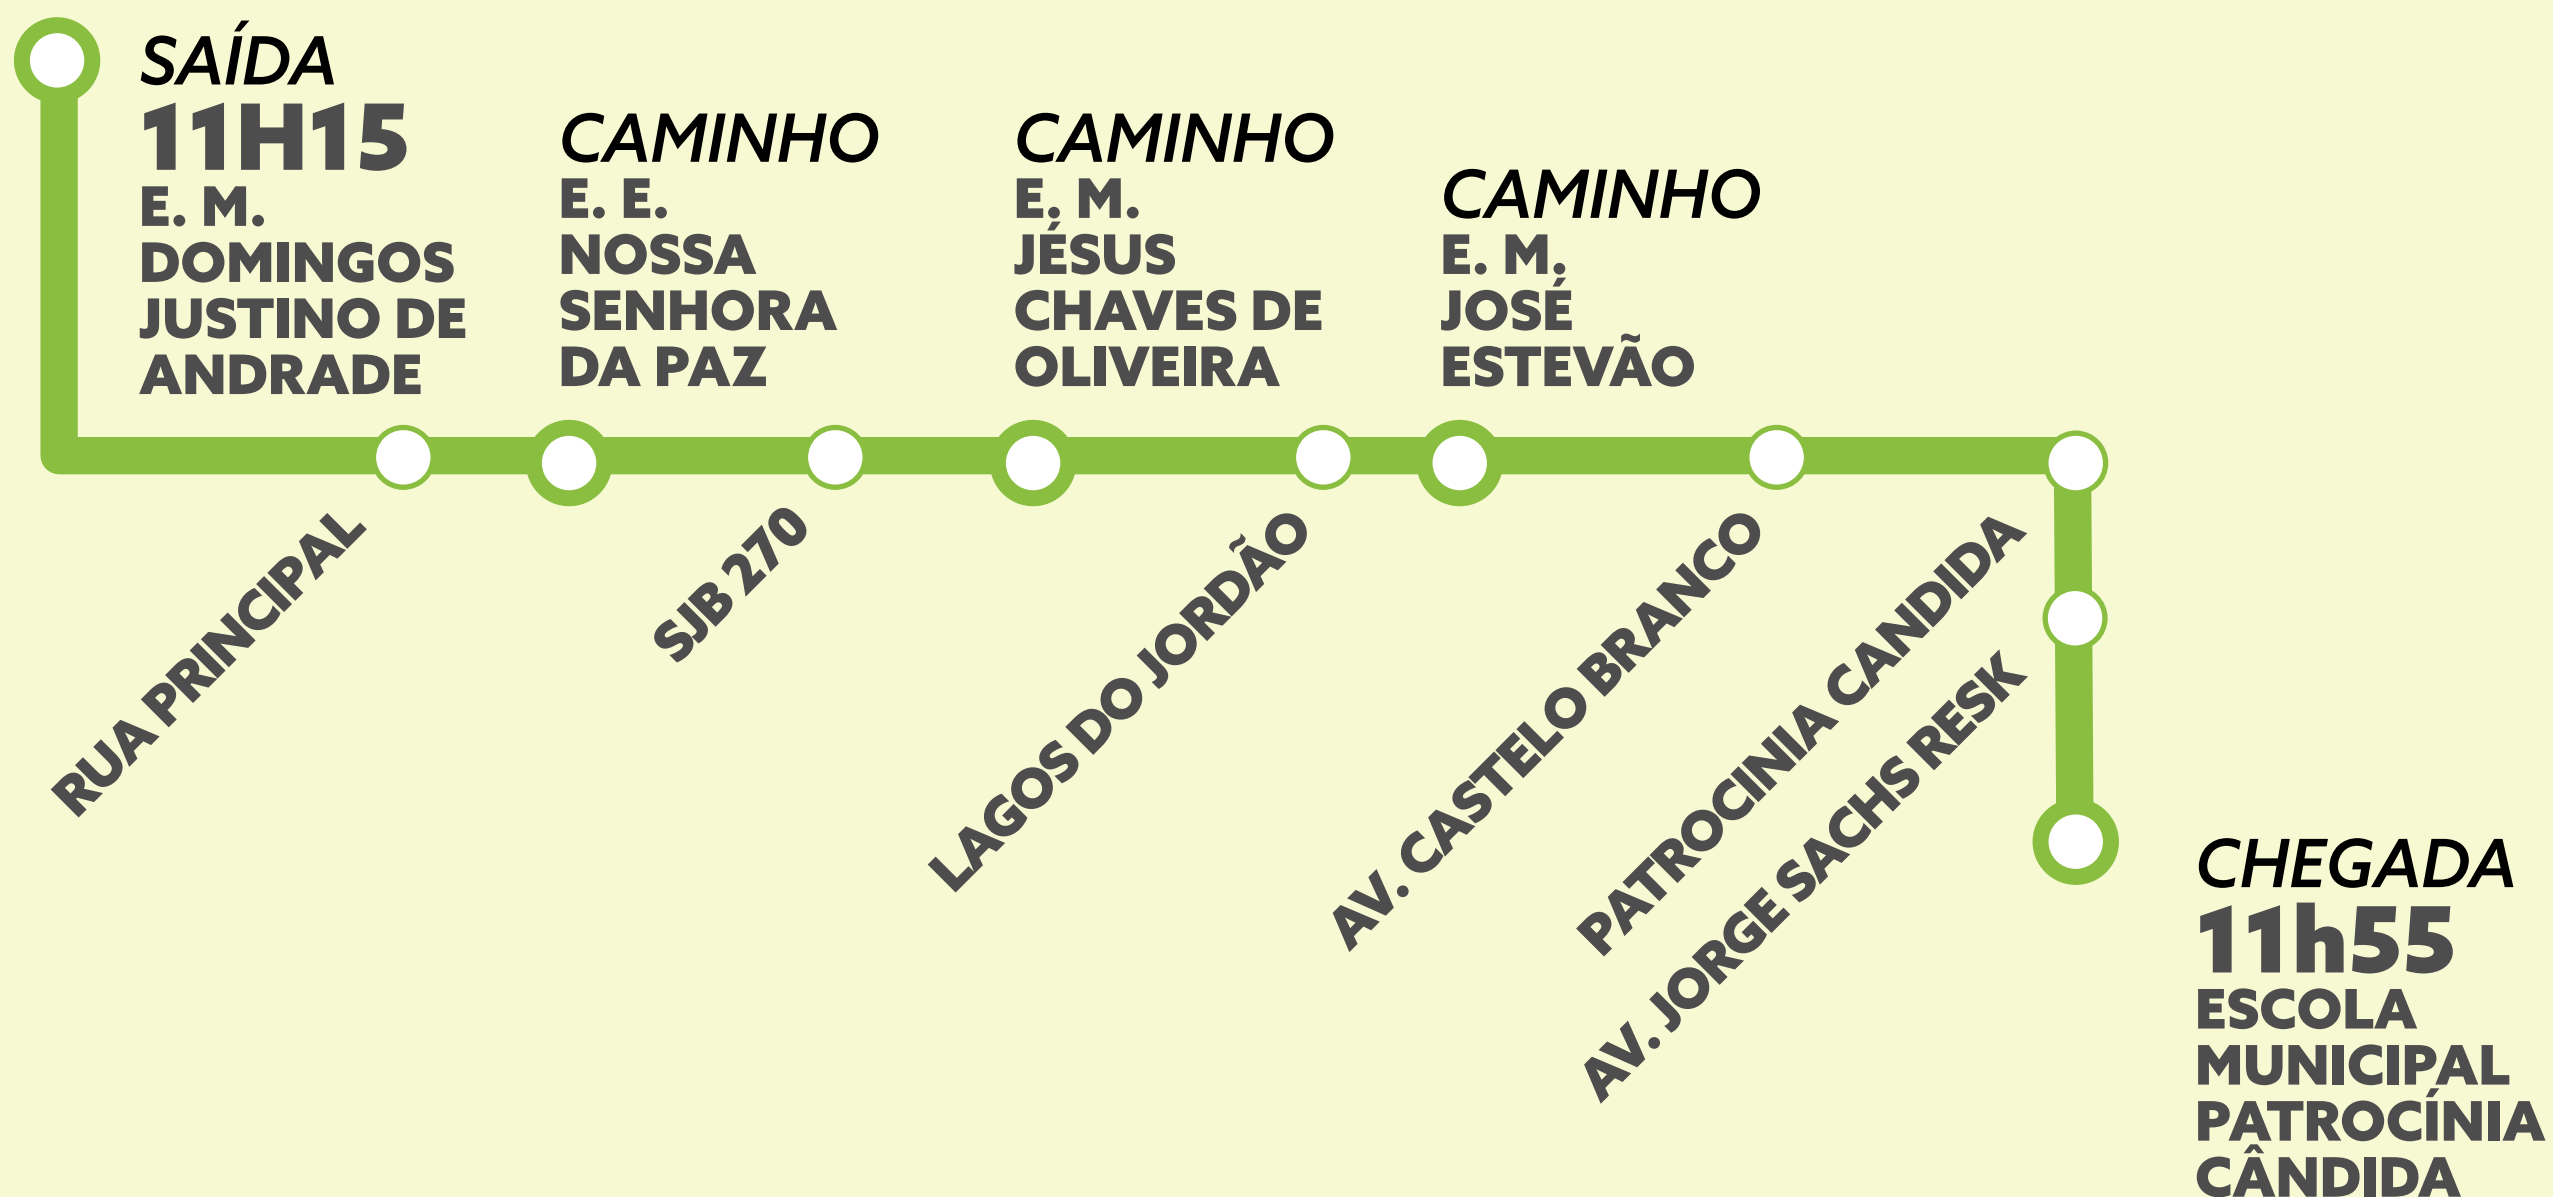 SAÍDA
11H15
E. M.
DOMINGOS
JUSTINO DE
ANDRADE
CAMINHO
E. E.
NOSSA
SENHORA
DA PAZ
CAMINHO
E. M.
JÉSUS
CHAVES DE
OLIVEIRA
CAMINHO
E. M.
JOSÉ
ESTEVÃO
RUA PRINCIPAL
SJB 270
LAGOS DO JORDÃO
AV. CASTELO BRANCO
PATROCINIA CANDIDA
AV. JORGE SACHS RESK
CHEGADA
11h55
ESCOLA
MUNICIPAL
PATROCÍNIA
CÂNDIDA